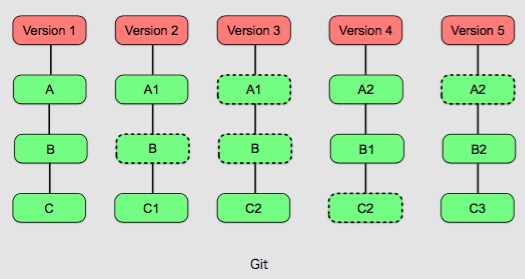 Version 1 Version 2 Version 3 Version 4 Version 5
A A1 A1 A2 A2
B B B B1 B2
C C1 C2 C2 C3
Git